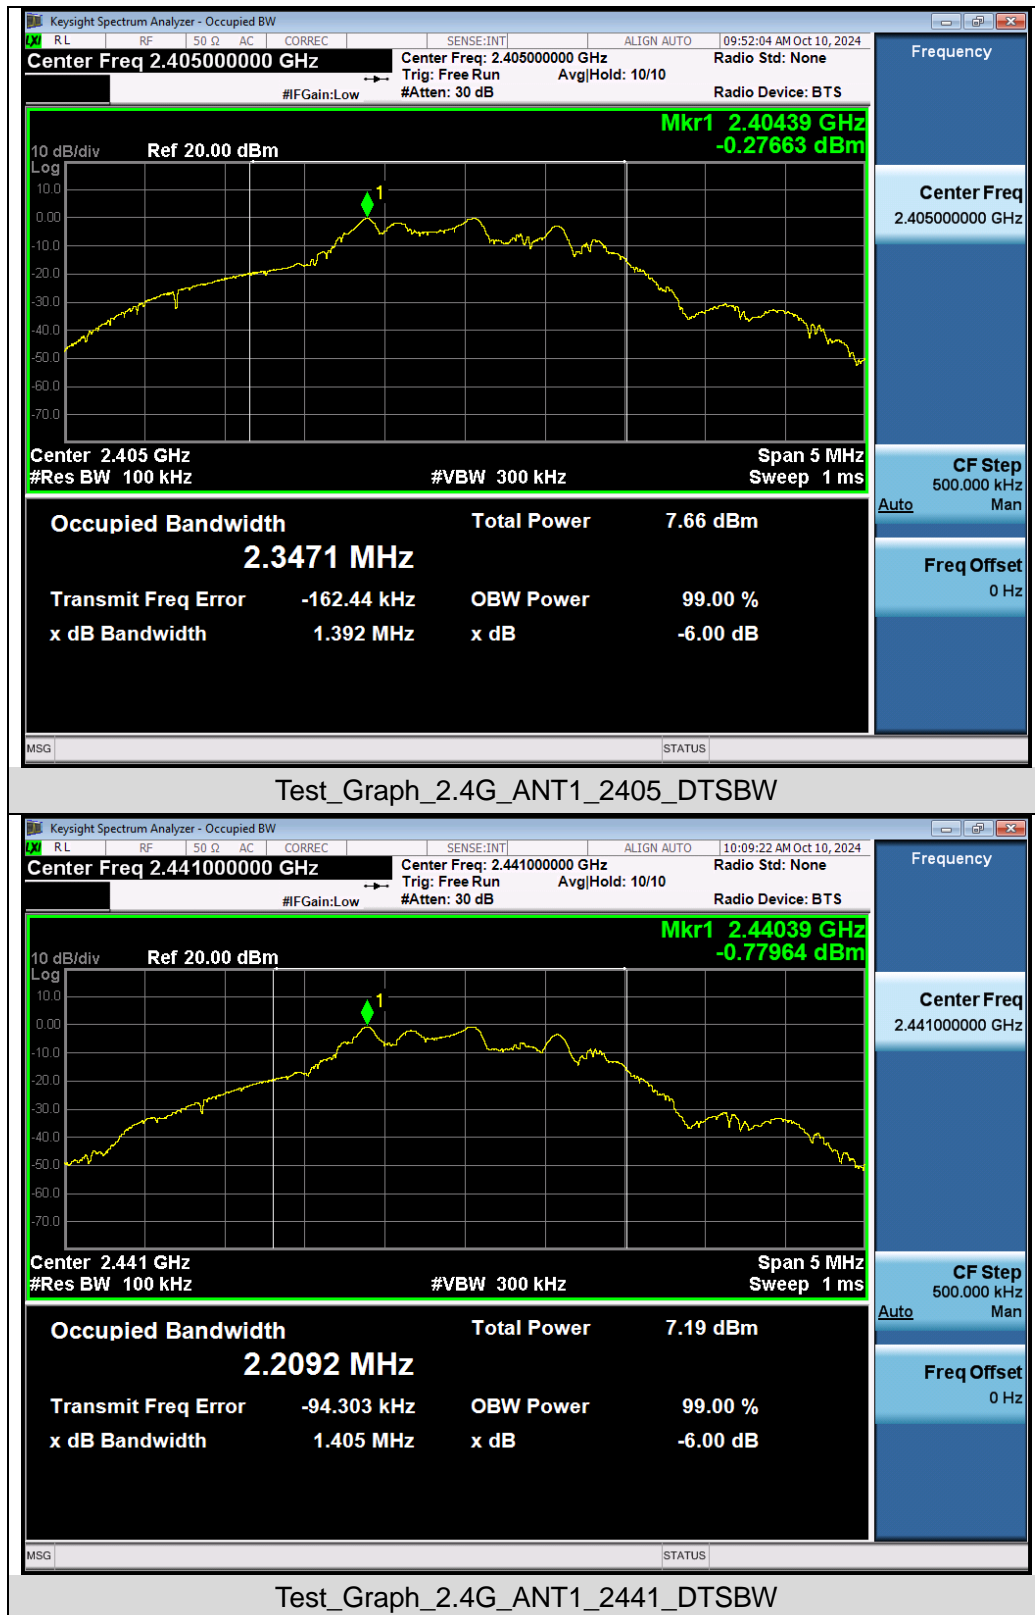 Keysight Spectrum Analyzer - Occupied BW
LXI RL RF 50 Ω AC CORREC SENSE:INT ALIGN AUTO 09:52:04 AM Oct 10, 2024
Center Freq 2.405000000 GHz Center Freq: 2.405000000 GHz Radio Std: None Frequency
Trig: Free Run Avg|Hold: 10/10
#IFGain:Low #Atten: 30 dB Radio Device: BTS
Mkr1 2.40439 GHz
10 dB/div Ref 20.00 dBm -0.27663 dBm
Log
10.0
1
0.00
-10.0
-20.0
-30.0
-40.0
-50.0
-60.0
-70.0
Center Freq
2.405000000 GHz
Center 2.405 GHz Span 5 MHz
#Res BW 100 kHz #VBW 300 kHz Sweep 1 ms
CF Step
500.000 kHz
Auto Man
Occupied Bandwidth Total Power 7.66 dBm
2.3471 MHz
Freq Offset
0 Hz
Transmit Freq Error -162.44 kHz OBW Power 99.00 %
x dB Bandwidth 1.392 MHz x dB -6.00 dB
MSG STATUS
Test_Graph_2.4G_ANT1_2405_DTSBW
Keysight Spectrum Analyzer - Occupied BW
LXI RL RF 50 Ω AC CORREC SENSE:INT ALIGN AUTO 10:09:22 AM Oct 10, 2024
Center Freq 2.441000000 GHz Center Freq: 2.441000000 GHz Radio Std: None Frequency
Trig: Free Run Avg|Hold: 10/10
#IFGain:Low #Atten: 30 dB Radio Device: BTS
Mkr1 2.44039 GHz
10 dB/div Ref 20.00 dBm -0.77964 dBm
Log
10.0
1
0.00
-10.0
-20.0
-30.0
-40.0
-50.0
-60.0
-70.0
Center Freq
2.441000000 GHz
Center 2.441 GHz Span 5 MHz
#Res BW 100 kHz #VBW 300 kHz Sweep 1 ms
CF Step
500.000 kHz
Auto Man
Occupied Bandwidth Total Power 7.19 dBm
2.2092 MHz
Freq Offset
0 Hz
Transmit Freq Error -94.303 kHz OBW Power 99.00 %
x dB Bandwidth 1.405 MHz x dB -6.00 dB
MSG STATUS
Test_Graph_2.4G_ANT1_2441_DTSBW